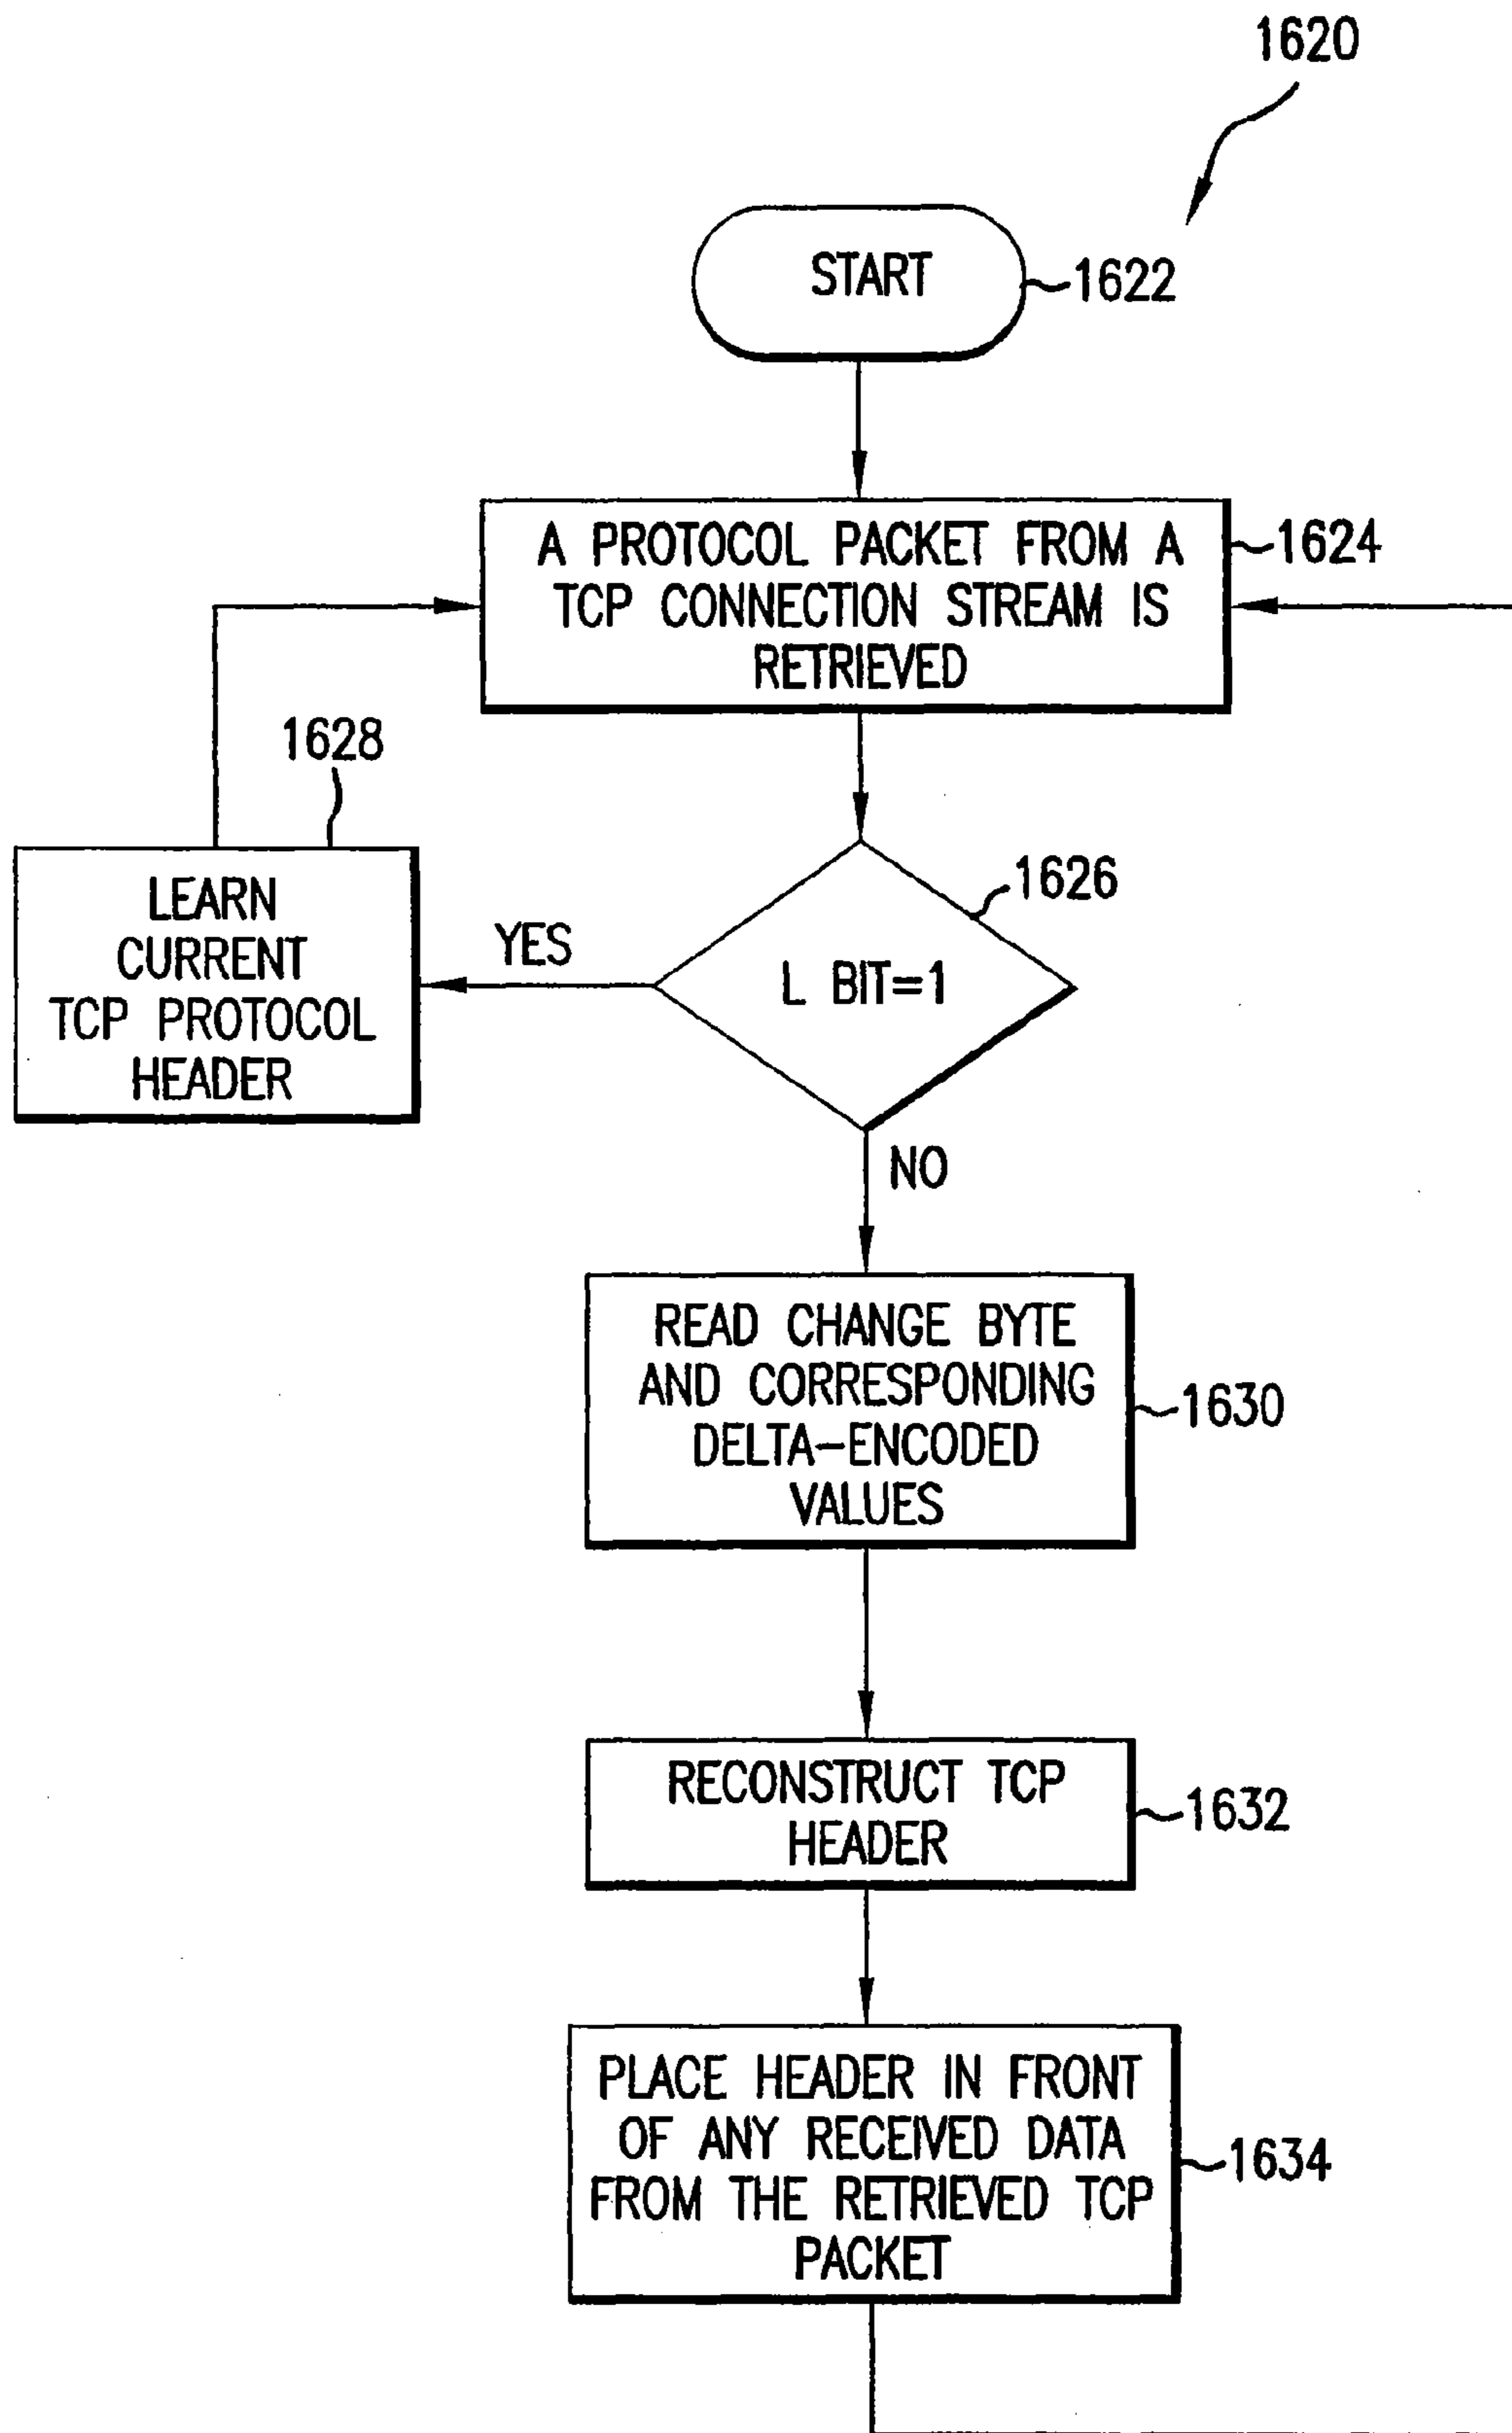 1620
START
1622
A PROTOCOL PACKET FROM A
TCP CONNECTION STREAM IS
RETRIEVED
1624
1628
LEARN
CURRENT
TCP PROTOCOL
HEADER
YES
1626
L BIT=1
NO
READ CHANGE BYTE
AND CORRESPONDING
DELTA-ENCODED
VALUES
1630
RECONSTRUCT TCP
HEADER
1632
PLACE HEADER IN FRONT
OF ANY RECEIVED DATA
FROM THE RETRIEVED TCP
PACKET
1634